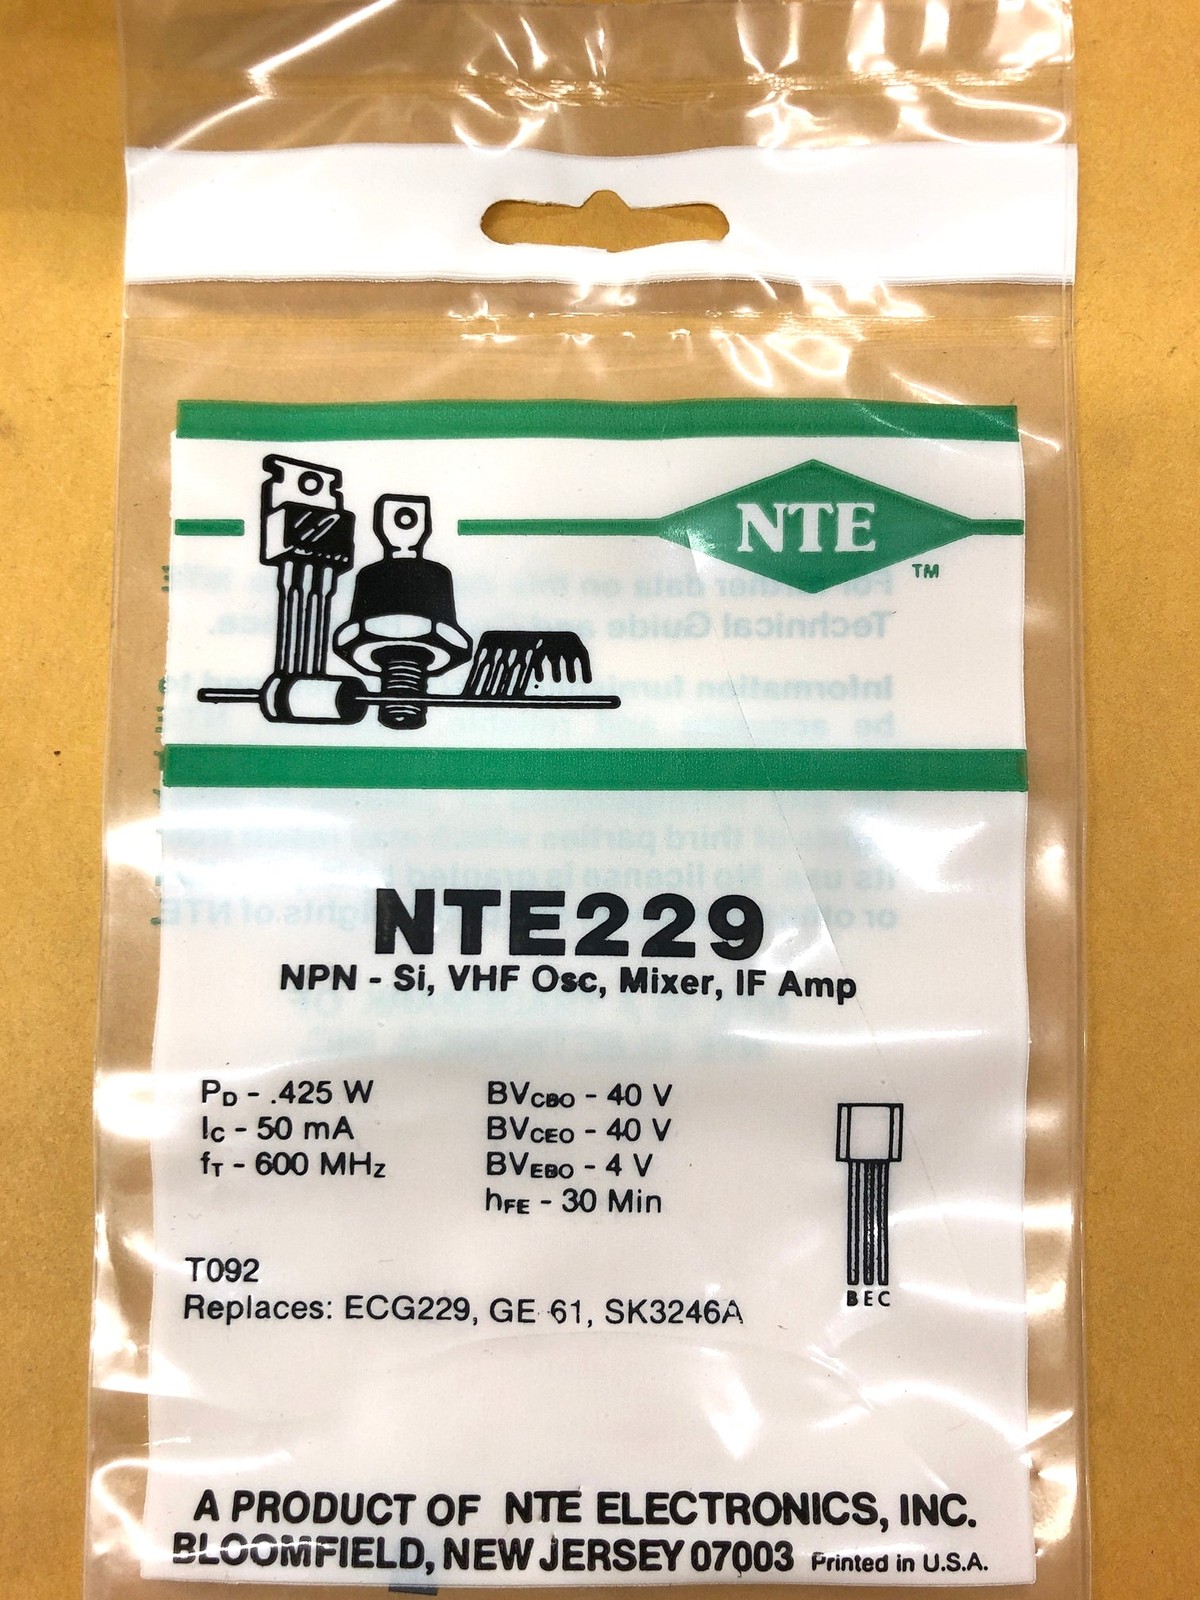 NTE
TM
NTE229
NPN - Si, VHF Osc, Mixer, IF Amp
PD - .425 W
IC - 50 mA
fT - 600 MHz
BVCBO - 40 V
BVCEO - 40 V
BVEBO - 4 V
hFE - 30 Min
B E C
T092
Replaces: ECG229, GE-61, SK3246A
A PRODUCT OF NTE ELECTRONICS, INC.
BLOOMFIELD, NEW JERSEY 07003 Printed in U.S.A.